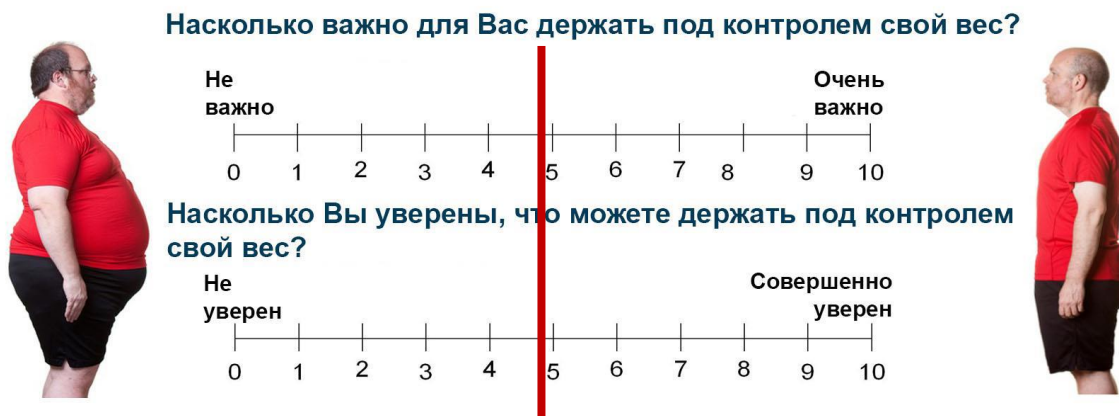 Насколько важно для Вас держать под контролем свой вес?
Не
важно
Очень
важно
0 1 2 3 4 5 6 7 8 9 10
Насколько Вы уверены, что можете держать под контролем
свой вес?
Не
уверен
Совершенно
уверен
0 1 2 3 4 5 6 7 8 9 10